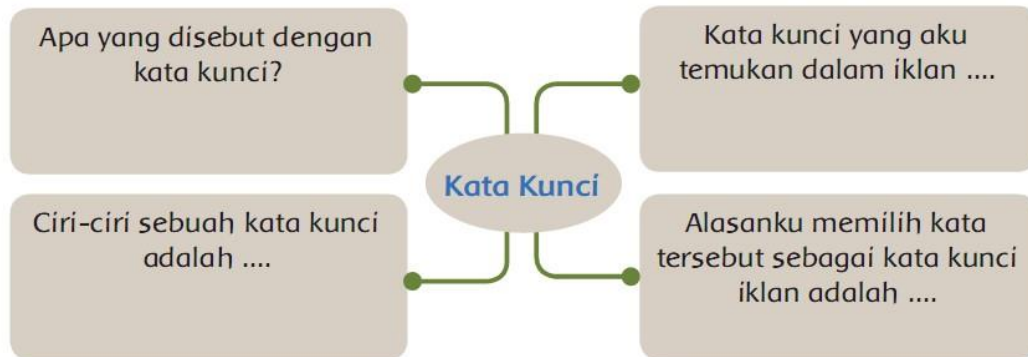 Apa yang disebut dengan
kata kunci?
Kata kunci yang aku
temukan dalam iklan ....
Kata Kunci
Ciri-ciri sebuah kata kunci
adalah ....
Alasanku memilih kata
tersebut sebagai kata kunci
iklan adalah ....